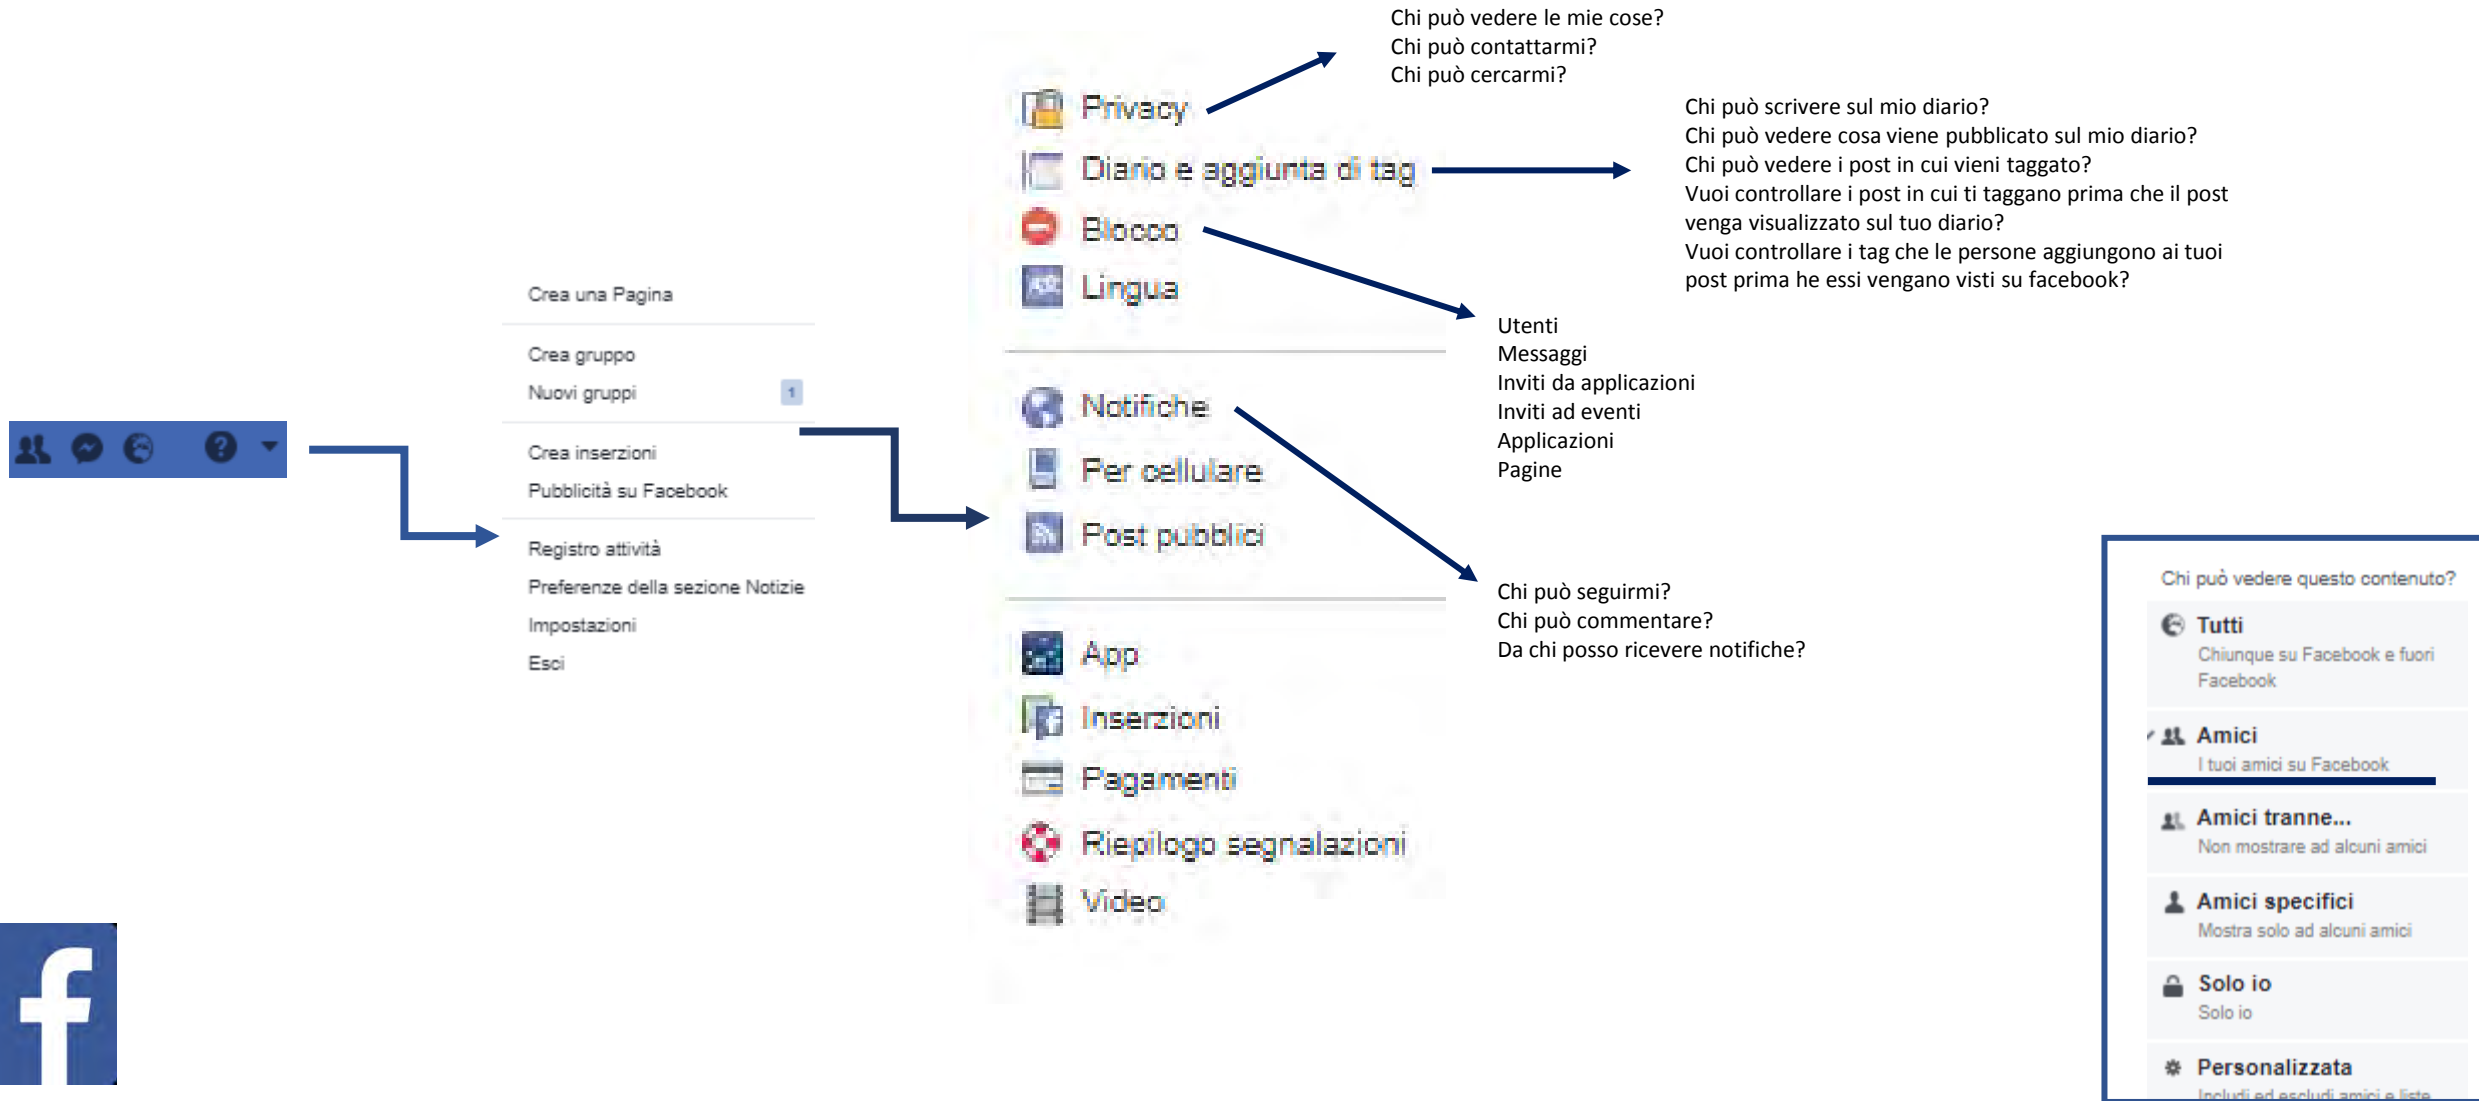 Chi può vedere le mie cose?
Chi può contattarmi?
Chi può cercarmi?
Privacy
Diario e aggiunta di tag
Blocco
Lingua
Chi può scrivere sul mio diario?
Chi può vedere cosa viene pubblicato sul mio diario?
Chi può vedere i post in cui vieni taggato?
Vuoi controllare i post in cui ti taggano prima che il post
venga visualizzato sul tuo diario?
Vuoi controllare i tag che le persone aggiungono ai tuoi
post prima he essi vengano visti su facebook?
Crea una Pagina
Crea gruppo
Nuovi gruppi 1
Crea inserzioni
Pubblicità su Facebook
Registro attività
Preferenze della sezione Notizie
Impostazioni
Esci
Utenti
Messaggi
Inviti da applicazioni
Inviti ad eventi
Applicazioni
Pagine
Notifiche
Per cellulare
Post pubblici
Chi può seguirmi?
Chi può commentare?
Da chi posso ricevere notifiche?
App
Inserzioni
Pagamenti
Riepilogo segnalazioni
Video
Chi può vedere questo contenuto?
Tutti
Chiunque su Facebook e fuori
Facebook
Amici
I tuoi amici su Facebook
Amici tranne...
Non mostrare ad alcuni amici
Amici specifici
Mostra solo ad alcuni amici
Solo io
Solo io
Personalizzata
Includi ed escludi amici e liste
f